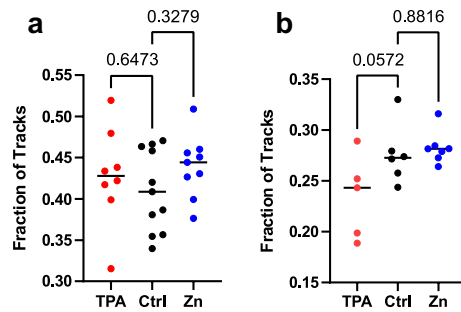 a
0.3279
0.6473
Fraction of Tracks
0.55
0.50
0.45
0.40
0.35
0.30
TPA Ctrl Zn
b
0.8816
0.0572
Fraction of Tracks
0.35
0.30
0.25
0.20
0.15
TPA Ctrl Zn